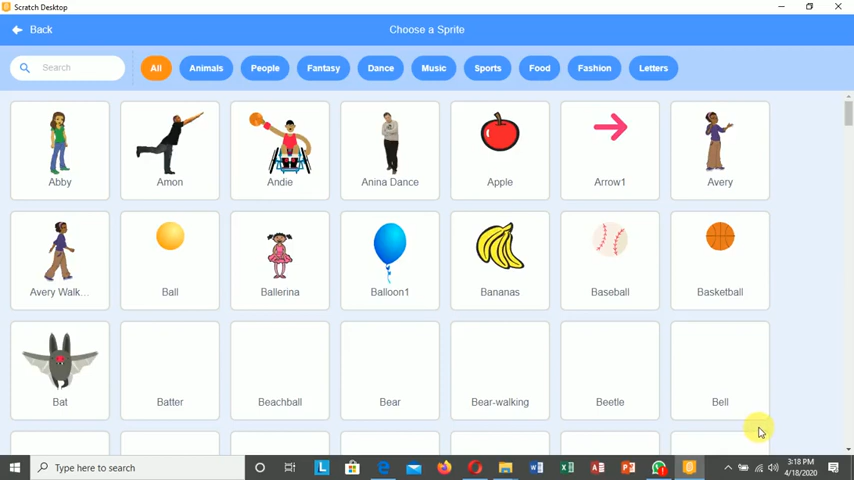 Scratch Desktop
Back
Choose a Sprite
Search
All
Animals
People
Fantasy
Dance
Music
Sports
Food
Fashion
Letters
Abby
Amon
Andie
Anina Dance
Apple
Arrow1
Avery
Avery Walk...
Ball
Ballerina
Balloon1
Bananas
Baseball
Basketball
Bat
Batter
Beachball
Bear
Bear-walking
Beetle
Bell
Type here to search
3:18 PM
4/18/2020